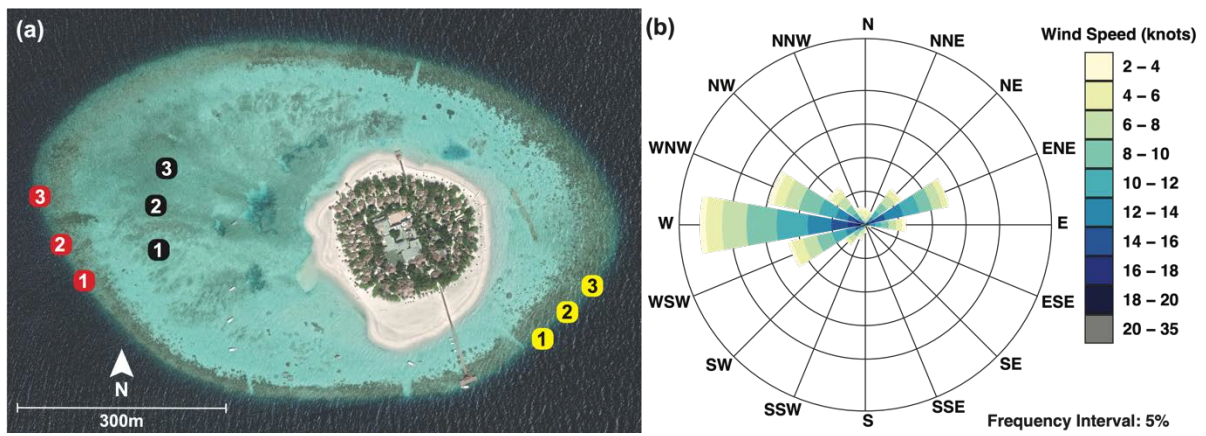 (a)
3
2
1
3
2
1
3
2
1
N
300m
(b)
N
NNE
NE
ENE
E
ESE
SE
SSE
S
SSW
SW
WSW
W
WNW
NW
NNW
Wind Speed (knots)
2 – 4
4 – 6
6 – 8
8 – 10
10 – 12
12 – 14
14 – 16
16 – 18
18 – 20
20 – 35
Frequency Interval: 5%